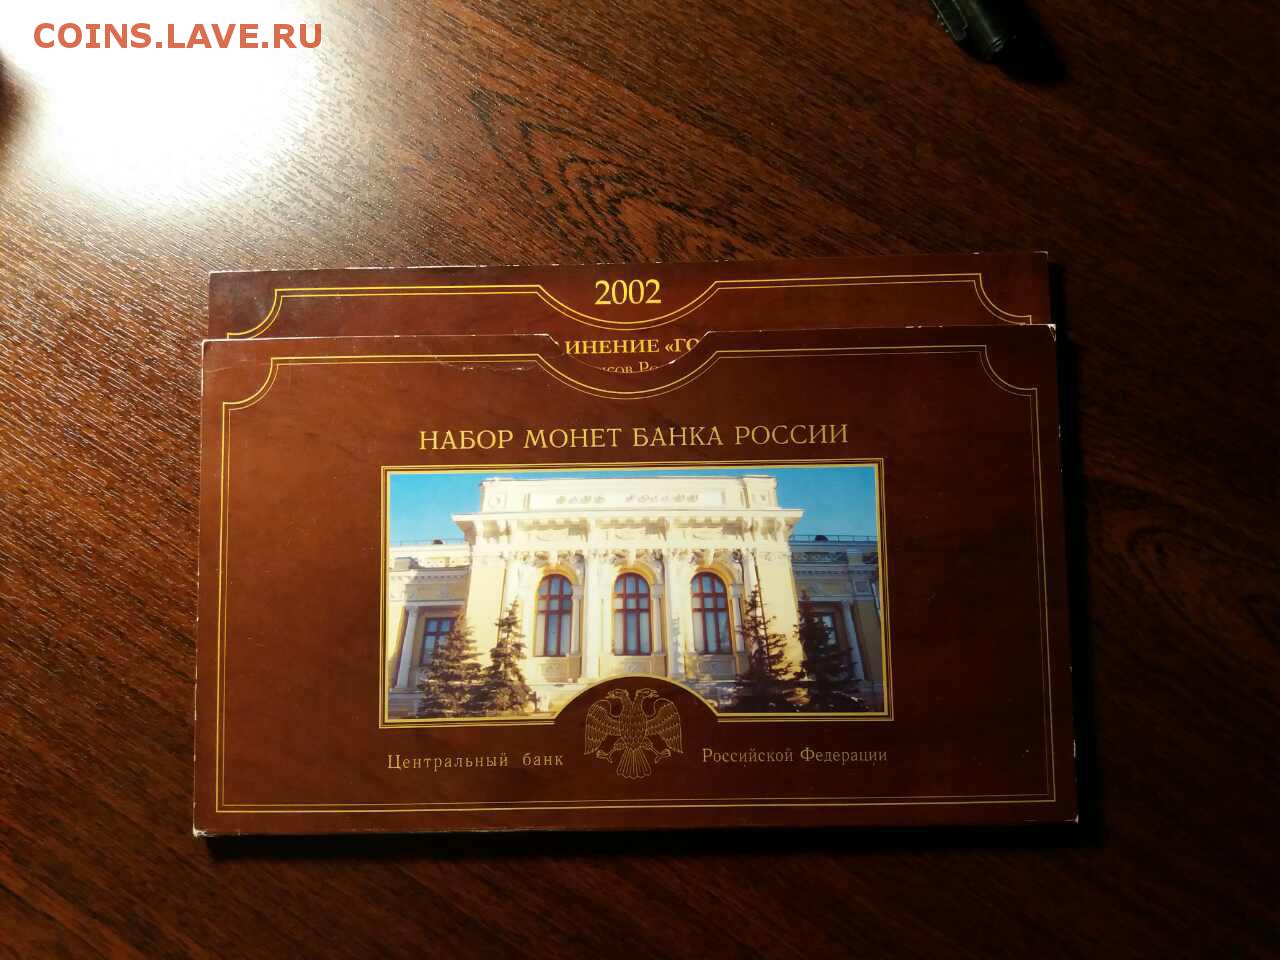 COINS.LAVE.RU
2002
ИНЕНИЕ «ГО
НАБОР МОНЕТ БАНКА РОССИИ
Центральный банк
Российской Федерации